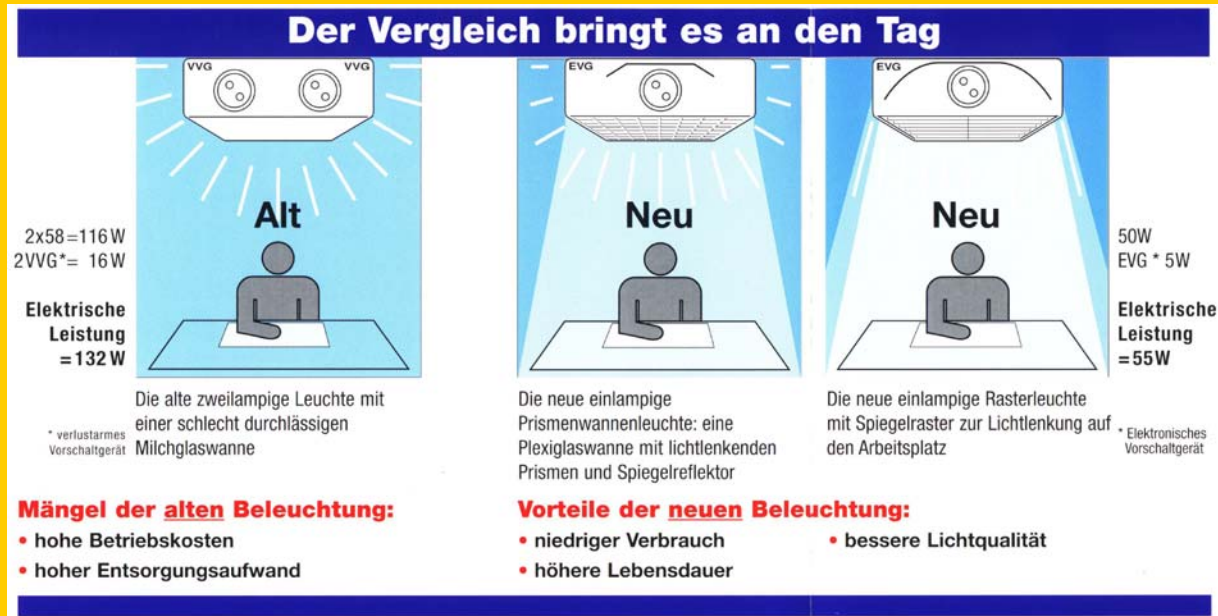 Der Vergleich bringt es an den Tag
VVG VVG
EVG
EVG
Alt
Neu
Neu
2x58=116W
2VVG*= 16W
Elektrische
Leistung
=132W
50W
EVG * 5W
Elektrische
Leistung
=55W
* verlustarmes
Vorschaltgerät
Die alte zweilampige Leuchte mit
einer schlecht durchlässigen
Milchglaswanne
Die neue einlampige
Prismenwannenleuchte: eine
Plexiglaswanne mit lichtlenkenden
Prismen und Spiegelreflektor
Die neue einlampige Rasterleuchte
mit Spiegelraster zur Lichtlenkung auf
den Arbeitsplatz
* Elektronisches
Vorschaltgerät
Mängel der alten Beleuchtung:
• hohe Betriebskosten
• hoher Entsorgungsaufwand
Vorteile der neuen Beleuchtung:
• niedriger Verbrauch
• höhere Lebensdauer
• bessere Lichtqualität